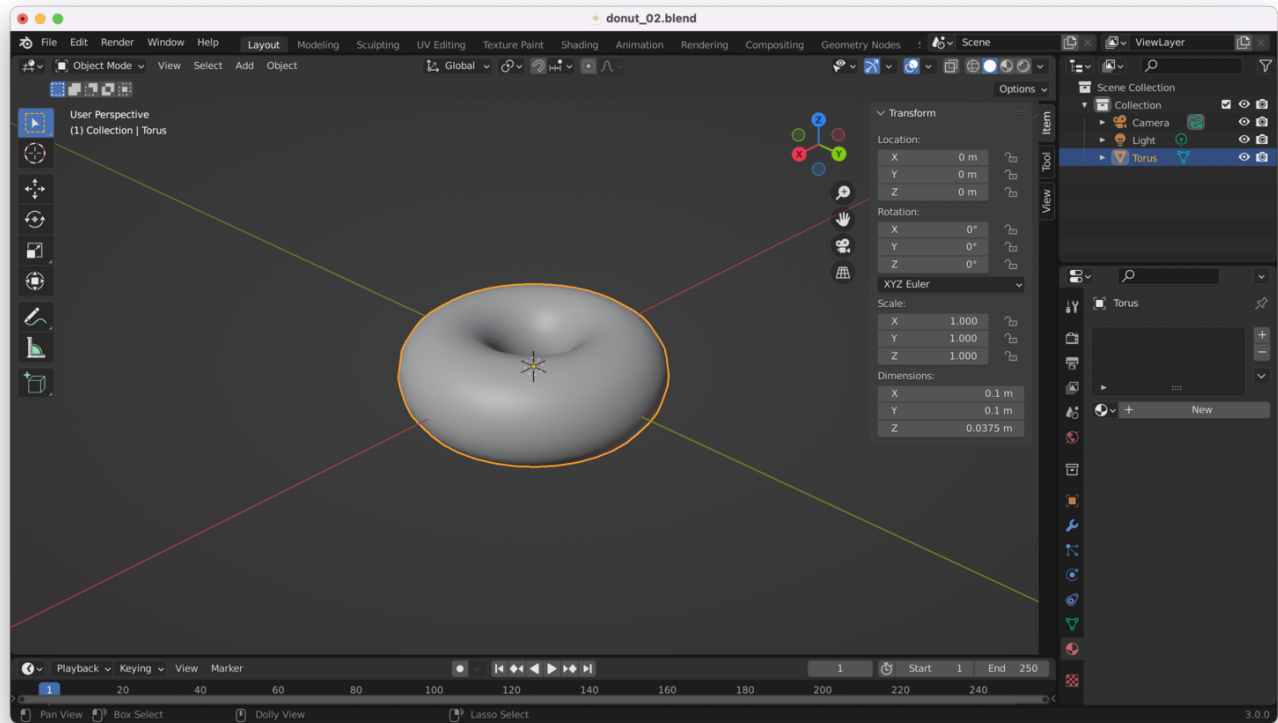 donut_02.blend
File Edit Render Window Help Layout Modeling Sculpting UV Editing Texture Paint Shading Animation Rendering Compositing Geometry Nodes Scene ViewLayer
Object Mode View Select Add Object Global
Options
User Perspective
(1) Collection | Torus
Z
X
Y
Transform
Location:
X 0 m
Y 0 m
Z 0 m
Rotation:
X 0°
Y 0°
Z 0°
XYZ Euler
Scale:
X 1.000
Y 1.000
Z 1.000
Dimensions:
X 0.1 m
Y 0.1 m
Z 0.0375 m
Item
Tool
View
Scene Collection
Collection
Camera
Light
Torus
Torus
New
Playback Keying View Marker 1 Start 1 End 250
1 20 40 60 80 100 120 140 160 180 200 220 240
Pan View Box Select Dolly View Lasso Select 3.0.0